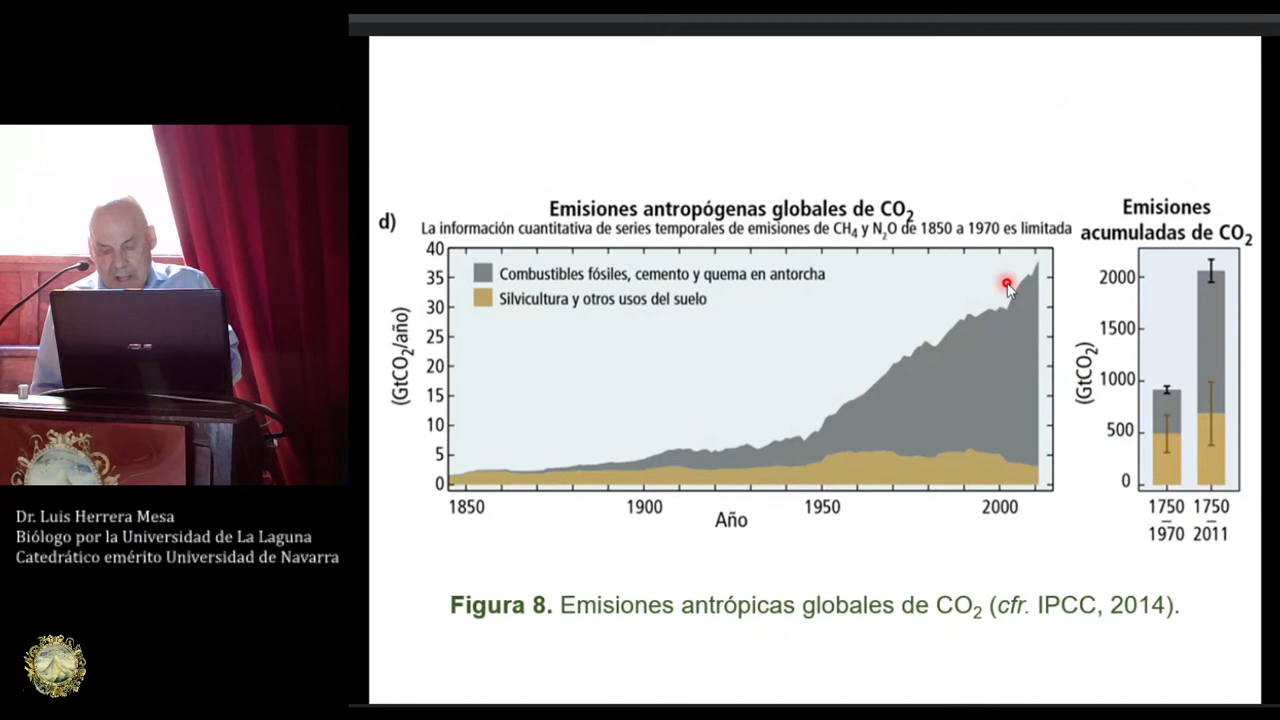 d)
Emisiones antropógenas globales de CO₂
La información cuantitativa de series temporales de emisiones de CH₄ y N₂O de 1850 a 1970 es limitada
(GtCO₂/año)
40
35
30
25
20
15
10
5
0
Combustibles fósiles, cemento y quema en antorcha
Silvicultura y otros usos del suelo
1850
1900
1950
2000
Año
Emisiones
acumuladas de CO₂
(GtCO₂)
2000
1500
1000
500
0
1750 1750
– –
1970 2011
Figura 8. Emisiones antrópicas globales de CO₂ (cfr. IPCC, 2014).
ASUS
Dr. Luis Herrera Mesa
Biólogo por la Universidad de La Laguna
Catedrático emérito Universidad de Navarra